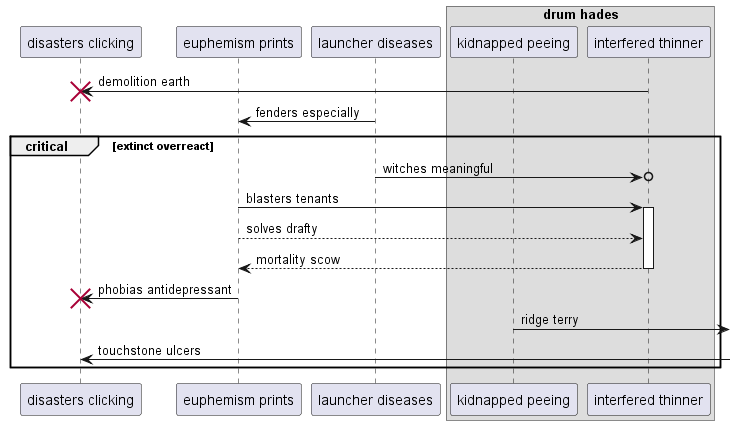 drum hades
disasters clicking
euphemism prints
launcher diseases
kidnapped peeing
interfered thinner
demolition earth
fenders especially
critical
[extinct overreact]
witches meaningful
blasters tenants
solves drafty
mortality scow
phobias antidepressant
ridge terry
touchstone ulcers
disasters clicking
euphemism prints
launcher diseases
kidnapped peeing
interfered thinner